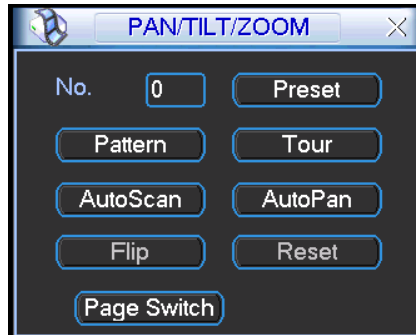 PAN/TILT/ZOOM
No. 0 Preset
Pattern Tour
AutoScan AutoPan
Flip Reset
Page Switch